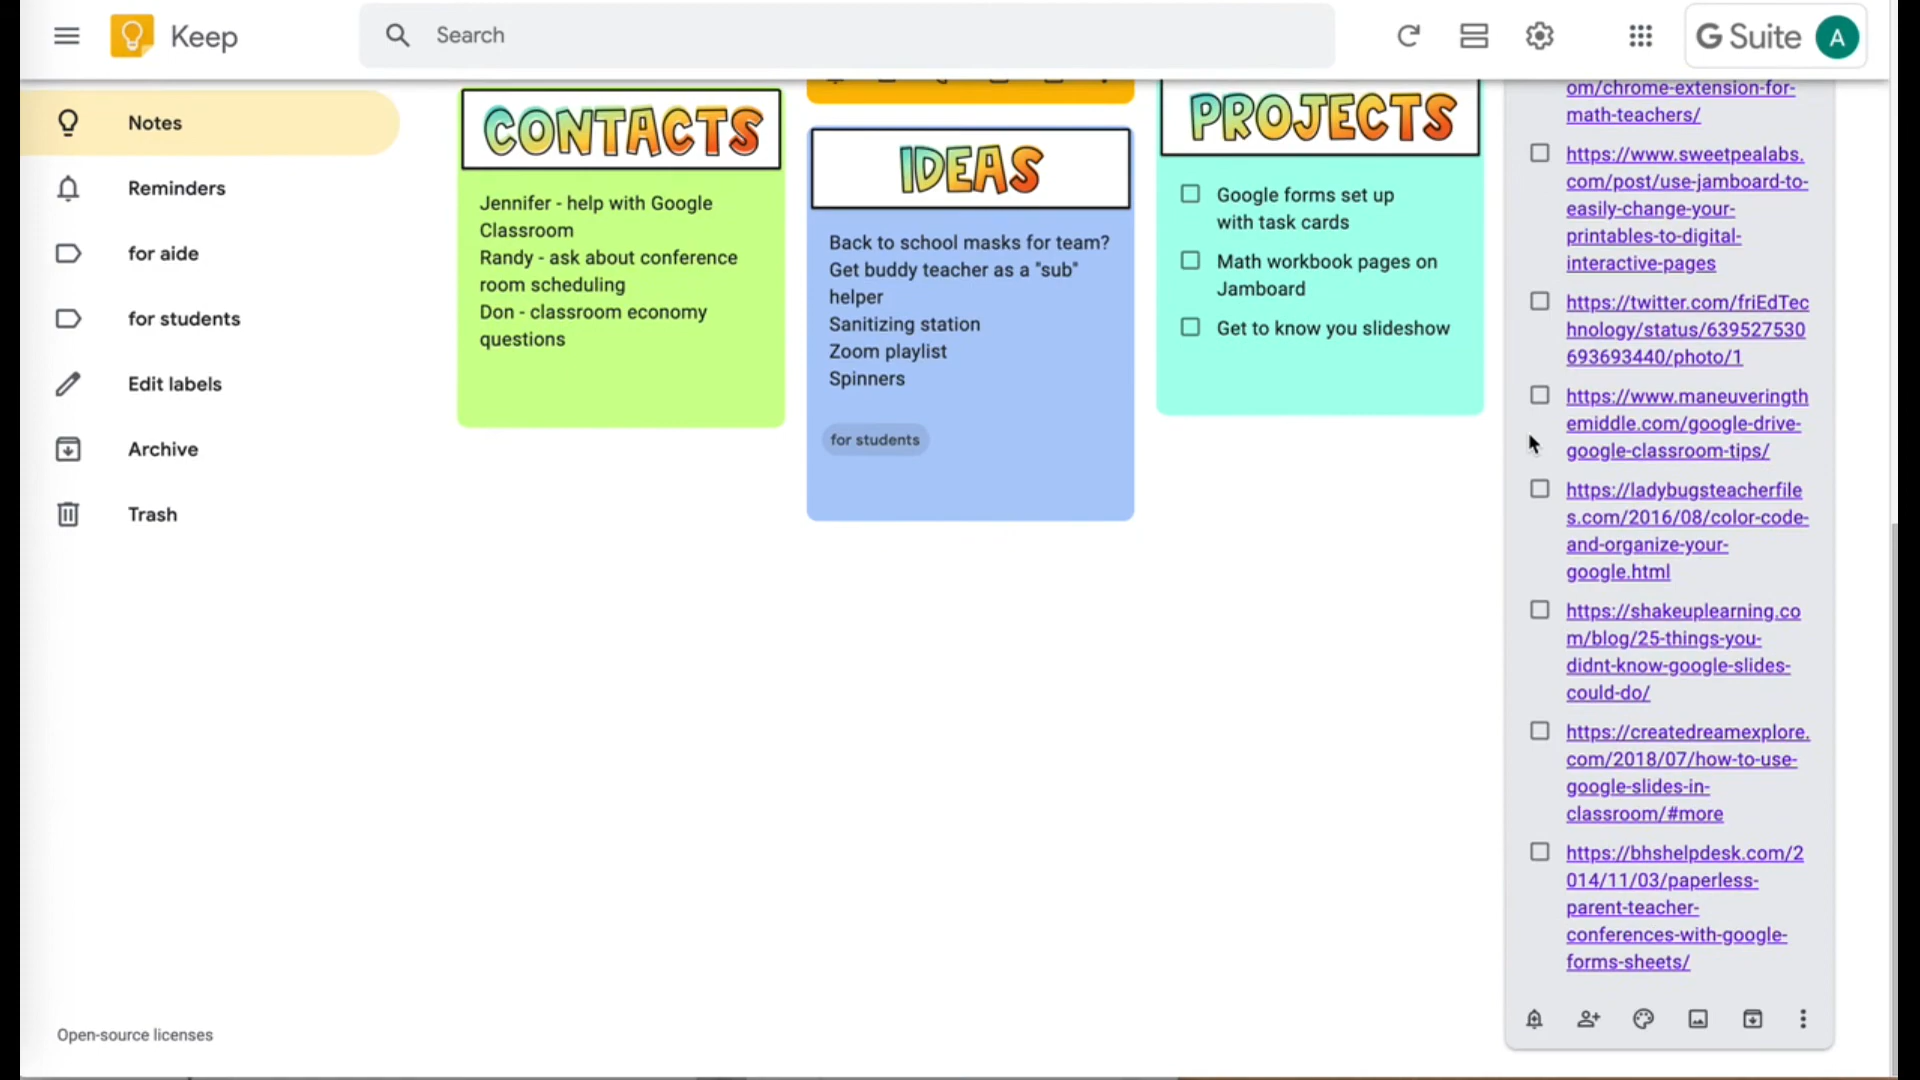 Keep
Search
G Suite
A
Notes
Reminders
for aide
for students
Edit labels
Archive
Trash
Open-source licenses
CONTACTS
Jennifer - help with Google
Classroom
Randy - ask about conference
room scheduling
Don - classroom economy
questions
IDEAS
Back to school masks for team?
Get buddy teacher as a "sub"
helper
Sanitizing station
Zoom playlist
Spinners
for students
PROJECTS
Google forms set up
with task cards
Math workbook pages on
Jamboard
Get to know you slideshow
om/chrome-extension-for-
math-teachers/
https://www.sweetpealabs.
com/post/use-jamboard-to-
easily-change-your-
printables-to-digital-
interactive-pages
https://twitter.com/friEdTec
hnology/status/639527530
693693440/photo/1
https://www.maneuveringth
emiddle.com/google-drive-
google-classroom-tips/
https://ladybugsteacherfile
s.com/2016/08/color-code-
and-organize-your-
google.html
https://shakeuplearning.co
m/blog/25-things-you-
didnt-know-google-slides-
could-do/
https://createdreamexplore.
com/2018/07/how-to-use-
google-slides-in-
classroom/#more
https://bhshelpdesk.com/2
014/11/03/paperless-
parent-teacher-
conferences-with-google-
forms-sheets/